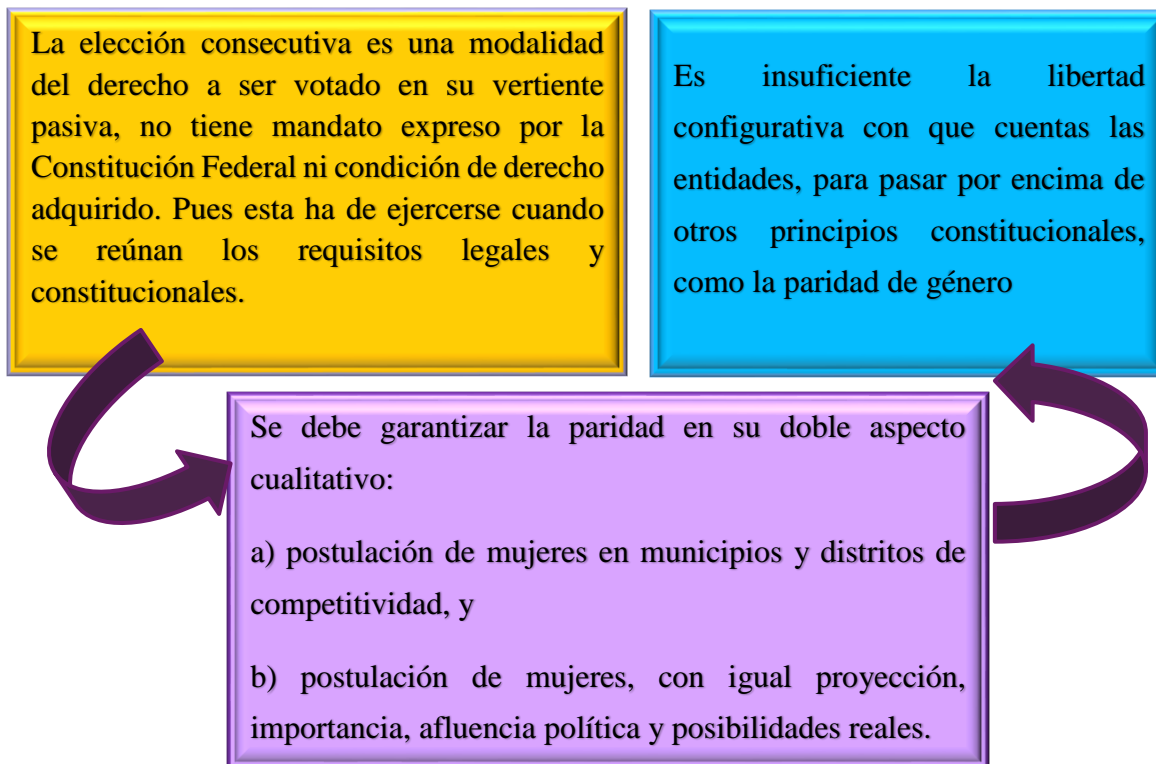 La elección consecutiva es una modalidad
del derecho a ser votado en su vertiente
pasiva, no tiene mandato expreso por la
Constitución Federal ni condición de derecho
adquirido. Pues esta ha de ejercerse cuando
se reúnan los requisitos legales y
constitucionales.
Es insuficiente la libertad
configurativa con que cuentas las
entidades, para pasar por encima de
otros principios constitucionales,
como la paridad de género
Se debe garantizar la paridad en su doble aspecto
cualitativo:
a) postulación de mujeres en municipios y distritos de
competitividad, y
b) postulación de mujeres, con igual proyección,
importancia, afluencia política y posibilidades reales.